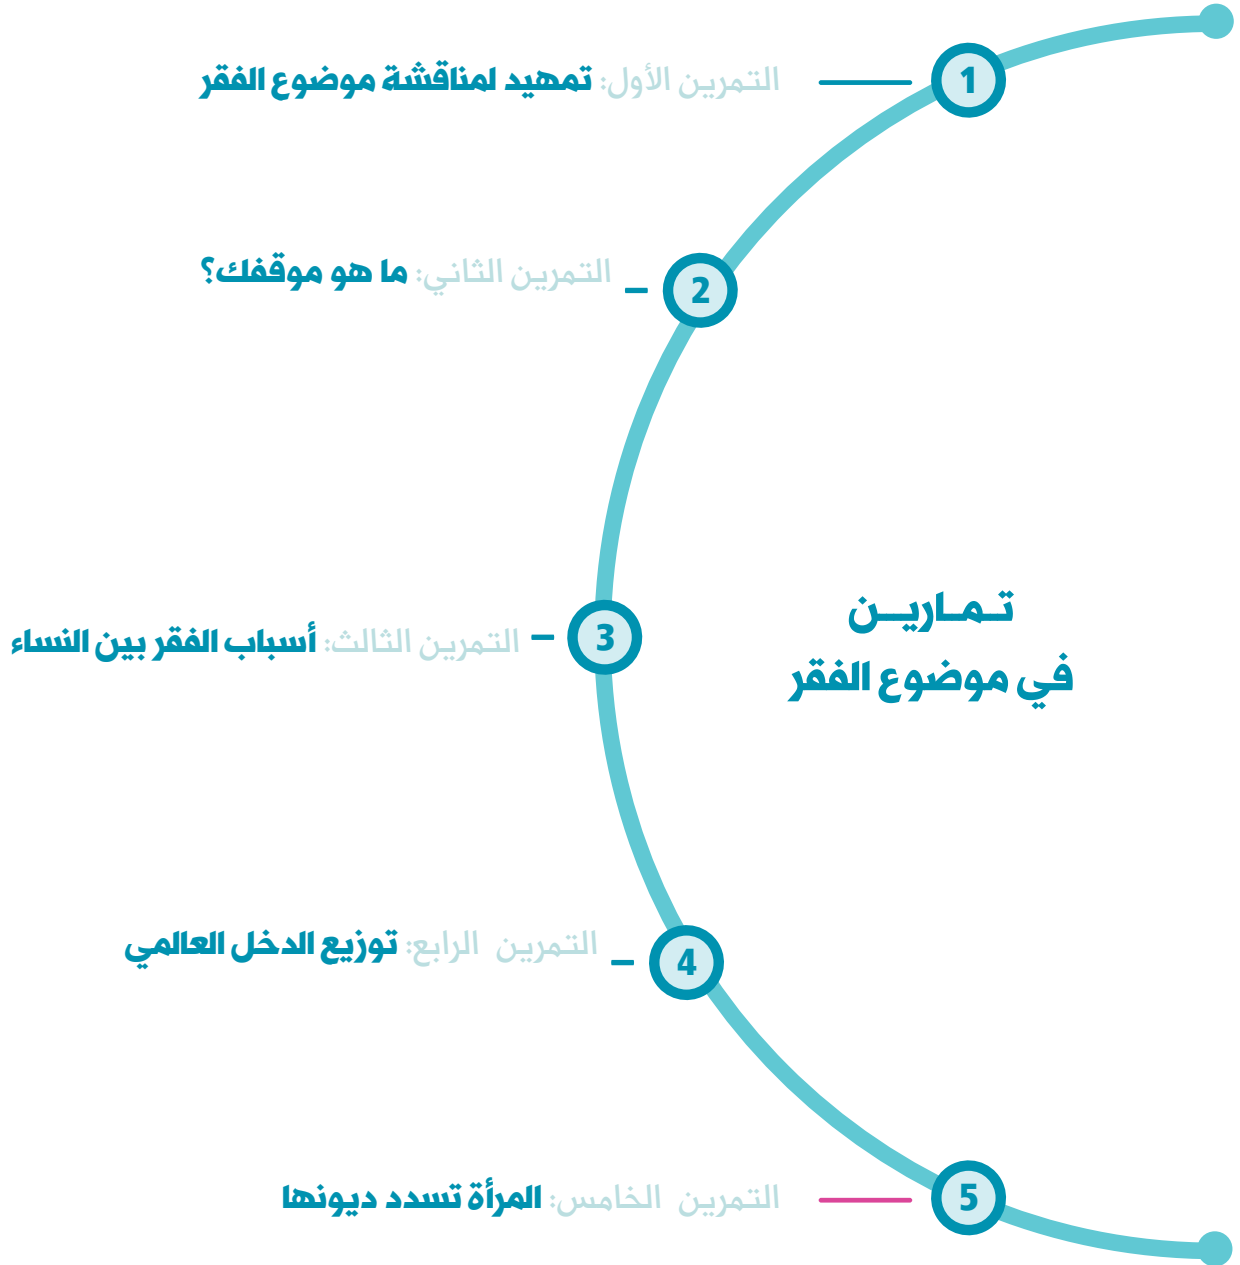 1
التمرين الأول: تمهيد لمناقشة موضوع الفقر
2
التمرين الثاني: ما هو موقفك؟
تـمـاريـــن
في موضوع الفقر
3
التمرين الثالث: أسباب الفقر بين النساء
4
التمرين الرابع: توزيع الدخل العالمي
5
التمرين الخامس: المرأة تسدد ديونها